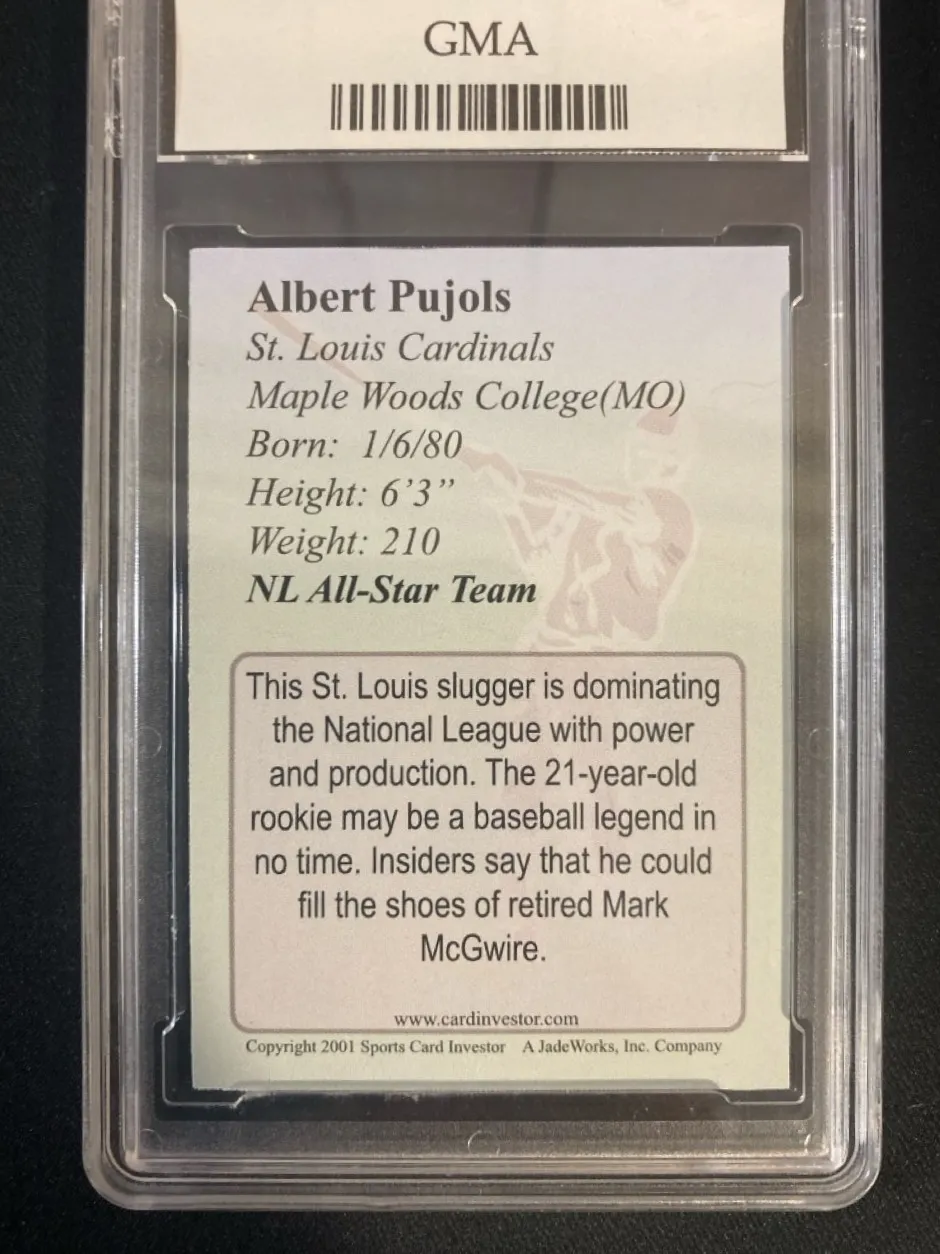 GMA
Albert Pujols
St. Louis Cardinals
Maple Woods College(MO)
Born:  1/6/80
Height: 6’3”
Weight: 210
NL All-Star Team
This St. Louis slugger is dominating
the National League with power
and production. The 21-year-old
rookie may be a baseball legend in
no time. Insiders say that he could
fill the shoes of retired Mark
McGwire.
www.cardinvestor.com
Copyright 2001 Sports Card Investor   A JadeWorks, Inc. Company